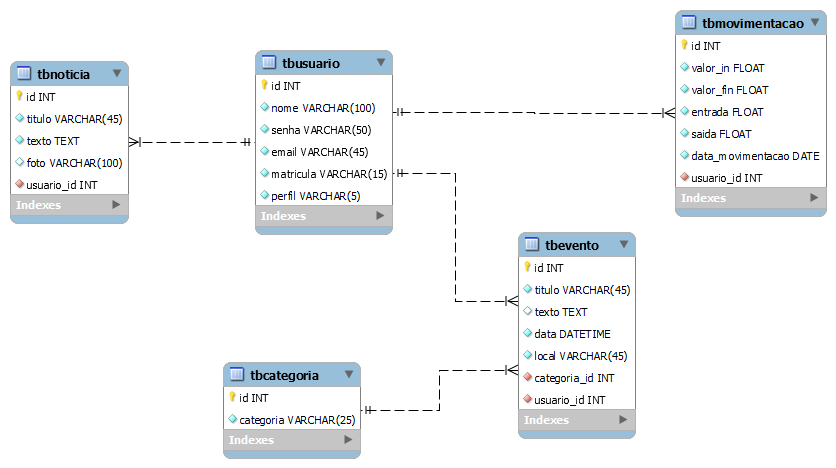 tbnoticia
id INT
titulo VARCHAR(45)
texto TEXT
foto VARCHAR(100)
usuario_id INT
Indexes
tbusuario
id INT
nome VARCHAR(100)
senha VARCHAR(50)
email VARCHAR(45)
matricula VARCHAR(15)
perfil VARCHAR(5)
Indexes
tbmovimentacao
id INT
valor_in FLOAT
valor_fin FLOAT
entrada FLOAT
saida FLOAT
data_movimentacao DATE
usuario_id INT
Indexes
tbevento
id INT
titulo VARCHAR(45)
texto TEXT
data DATETIME
local VARCHAR(45)
categoria_id INT
usuario_id INT
Indexes
tbcategoria
id INT
categoria VARCHAR(25)
Indexes